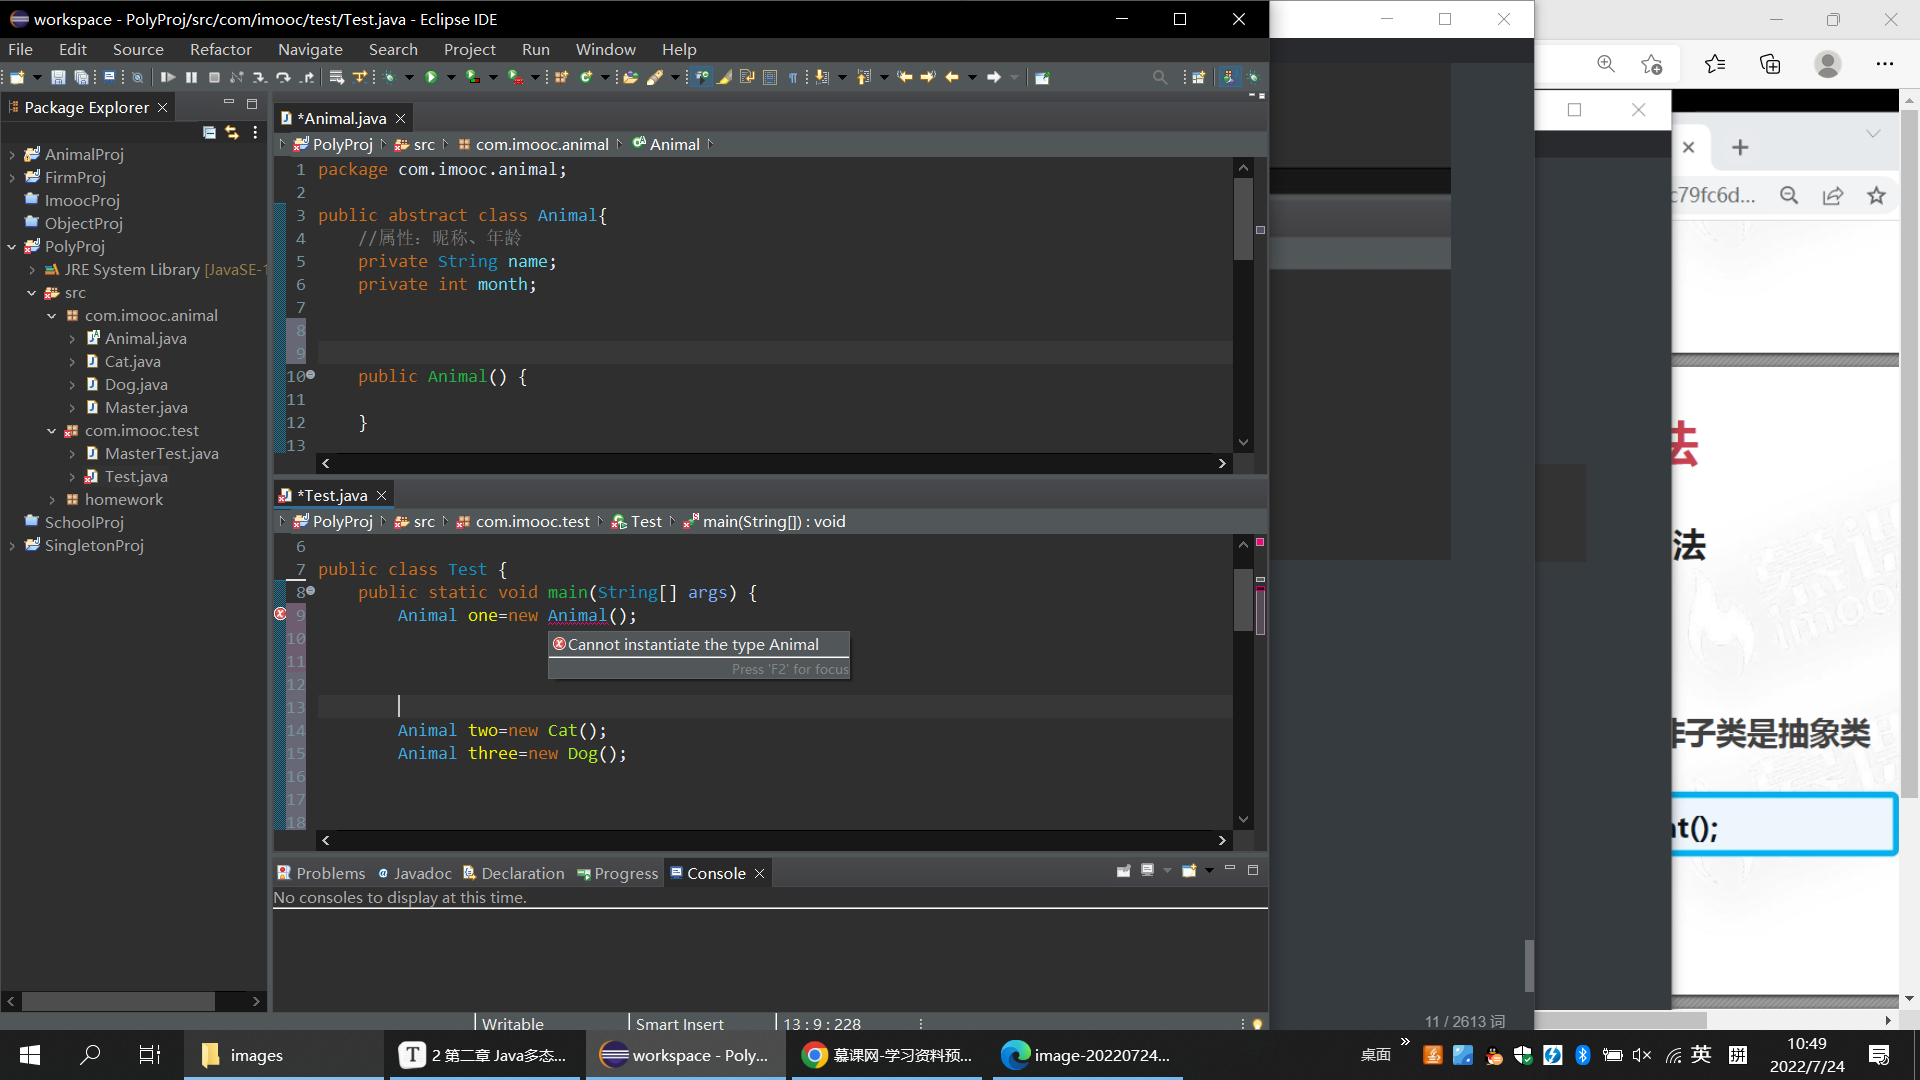 workspace - PolyProj/src/com/imooc/test/Test.java - Eclipse IDE
File Edit Source Refactor Navigate Search Project Run Window Help
Package Explorer
AnimalProj
FirmProj
ImoocProj
ObjectProj
PolyProj
JRE System Library [JavaSE-1
src
com.imooc.animal
Animal.java
Cat.java
Dog.java
Master.java
com.imooc.test
MasterTest.java
Test.java
homework
SchoolProj
SingletonProj
*Animal.java
PolyProj src com.imooc.animal Animal
1 package com.imooc.animal;
2
3 public abstract class Animal{
4 //属性：昵称、年龄
5 private String name;
6 private int month;
7
8
9
10 public Animal() {
11
12 }
13
*Test.java
PolyProj src com.imooc.test Test main(String[]) : void
6
7 public class Test {
8 public static void main(String[] args) {
9 Animal one=new Animal();
10
Cannot instantiate the type Animal
11
Press 'F2' for focus
12
13
14 Animal two=new Cat();
15 Animal three=new Dog();
16
17
18
Problems Javadoc Declaration Progress Console
No consoles to display at this time.
Writable Smart Insert 13 : 9 : 228
11 / 2613 词
c79fc6d...
法
法
非子类是抽象类
at();
images
2 第二章 Java多态...
workspace - Poly...
慕课网-学习资料预...
image-20220724...
桌面
英
拼
10:49
2022/7/24